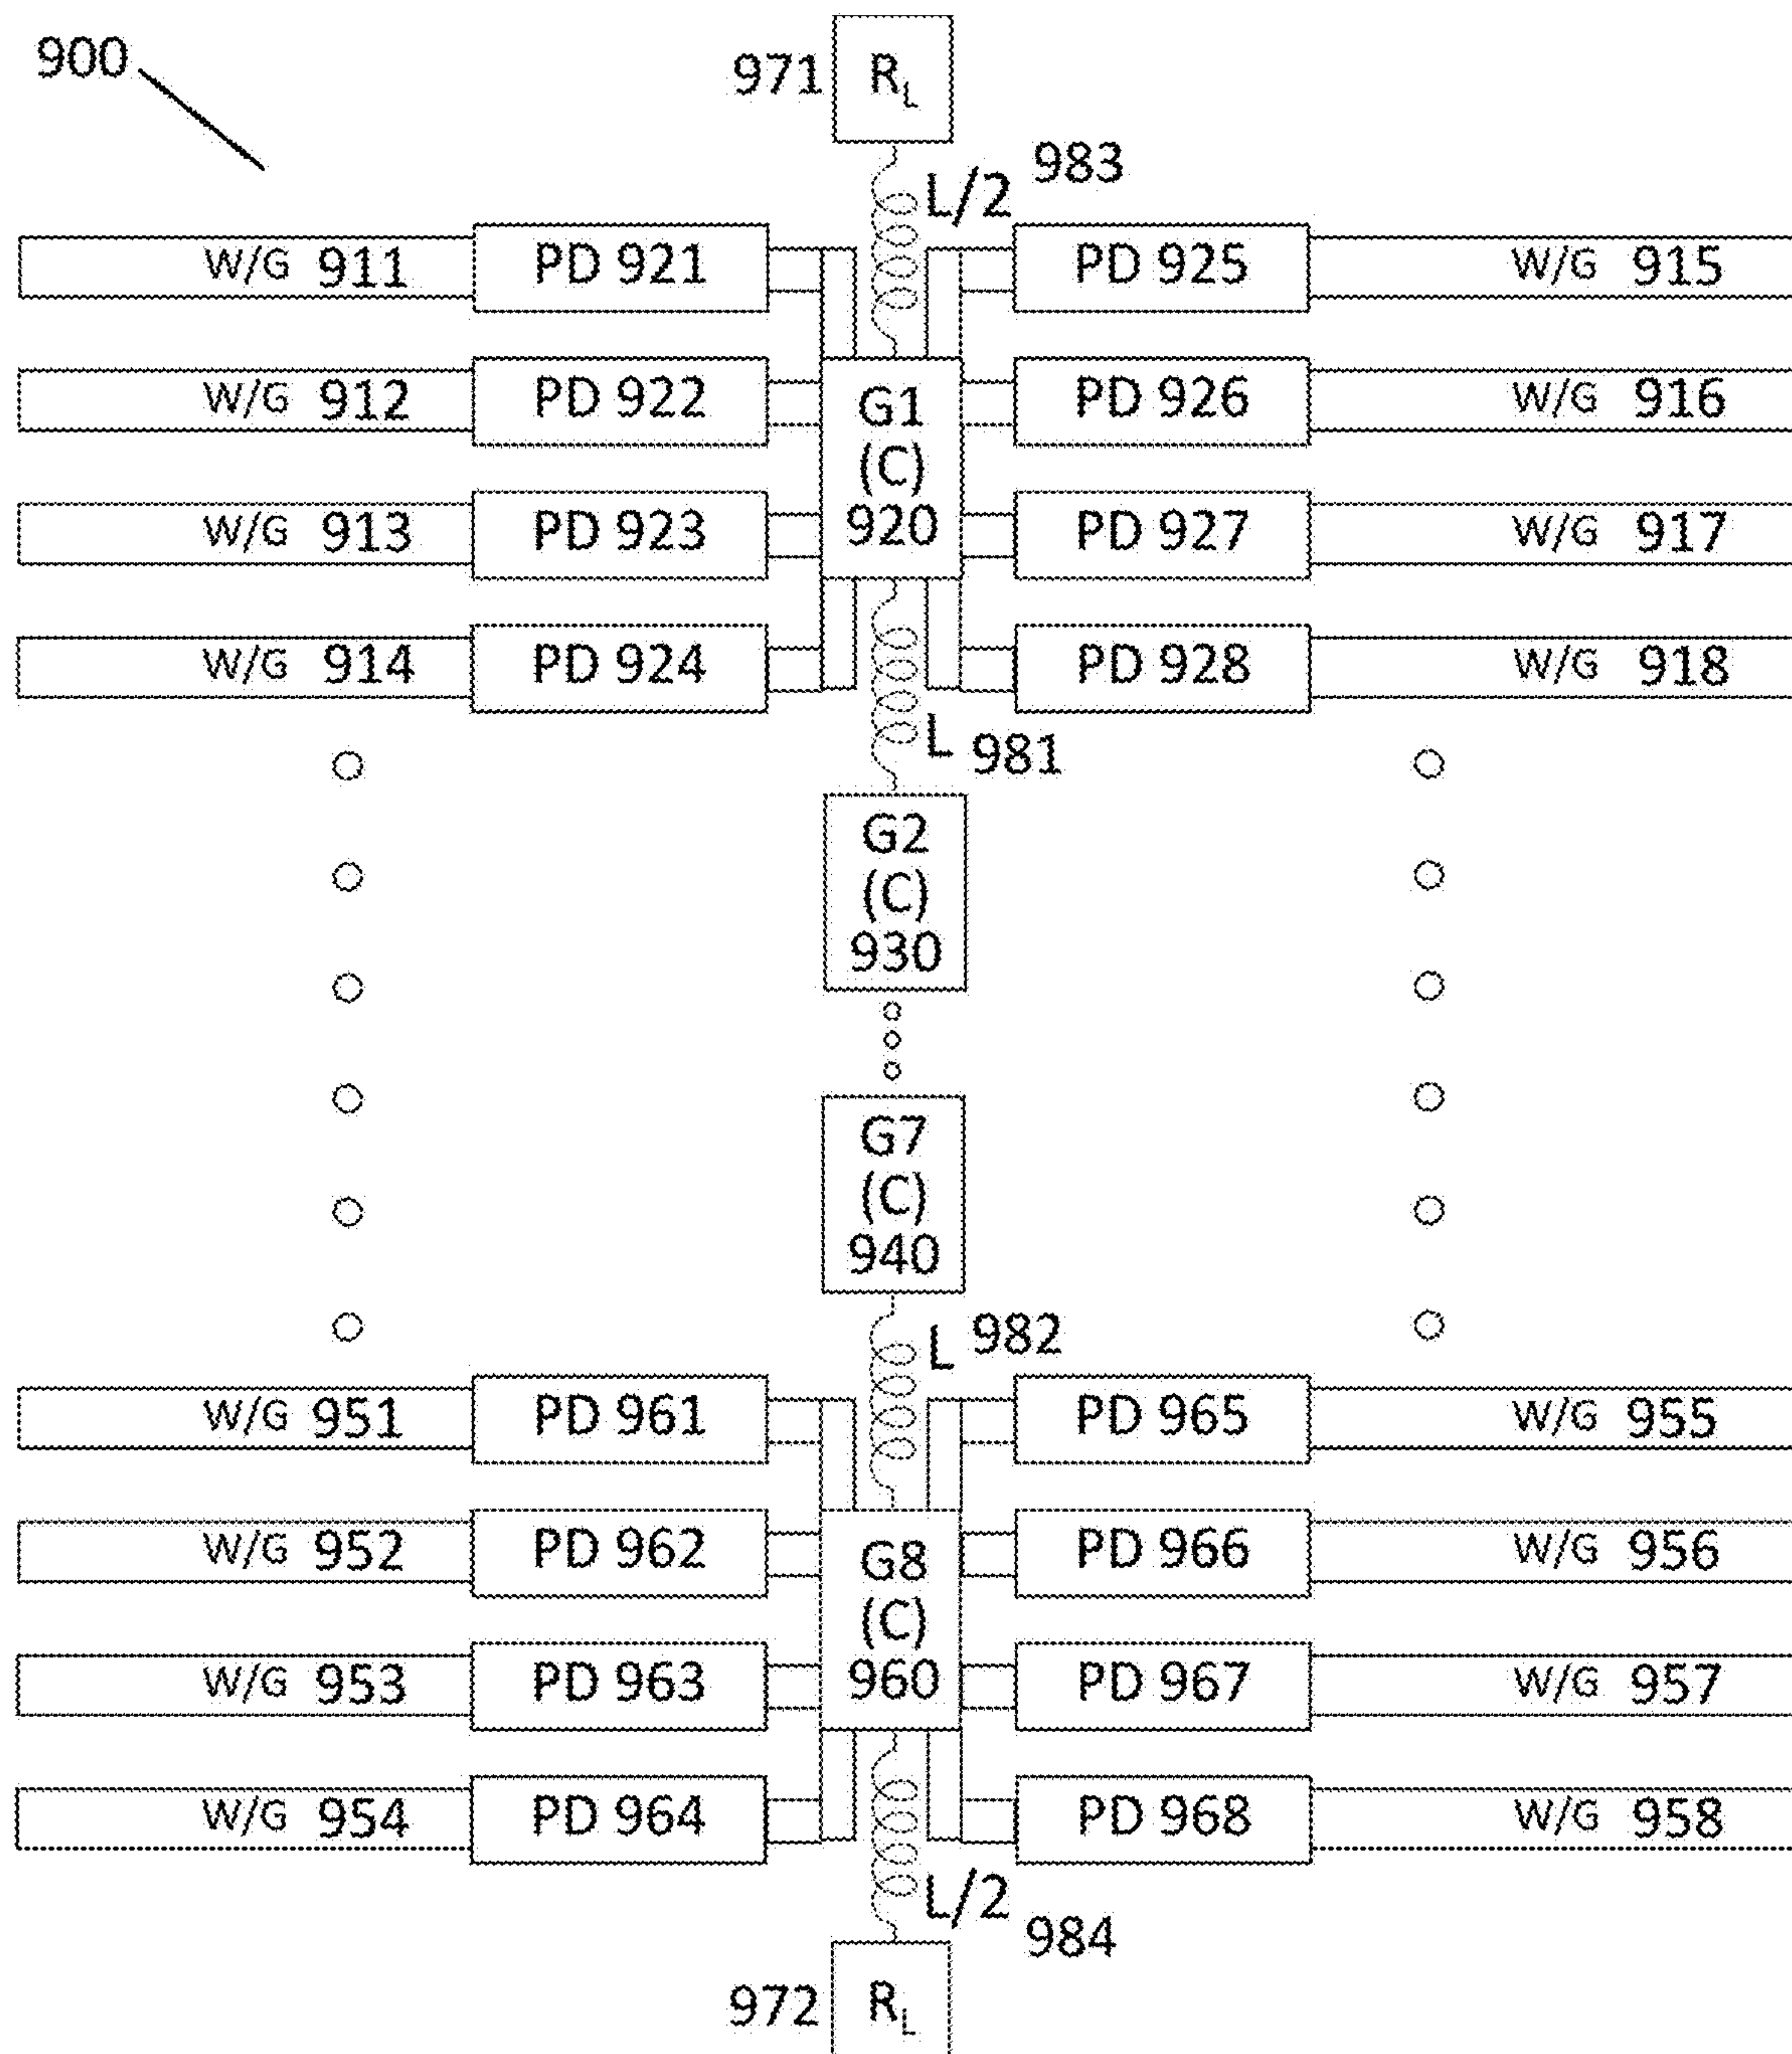 900
971 R_L
L/2 983
W/G 911 PD 921 PD 925 W/G 915
W/G 912 PD 922 G1 PD 926 W/G 916
(C)
W/G 913 PD 923 920 PD 927 W/G 917
W/G 914 PD 924 PD 928 W/G 918
L 981
G2
(C)
930
G7
(C)
940
L 982
W/G 951 PD 961 PD 965 W/G 955
W/G 952 PD 962 G8 PD 966 W/G 956
(C)
W/G 953 PD 963 960 PD 967 W/G 957
W/G 954 PD 964 PD 968 W/G 958
L/2 984
972 R_L